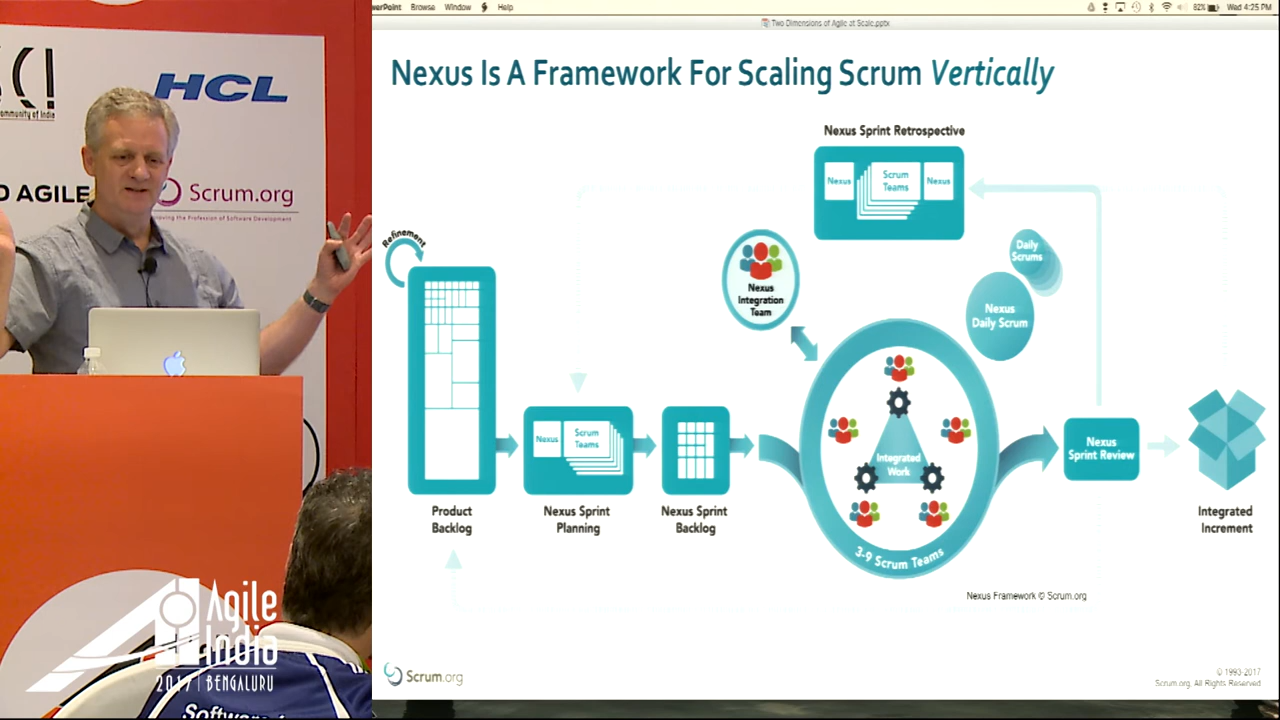 PowerPoint Browse Window Help
82% Wed 4:25 PM
Two Dimensions of Agile at Scale.pptx
Nexus Is A Framework For Scaling Scrum Vertically
HCL
AGILE
Scrum.org
Improving the Profession of Software Development
Nexus Sprint Retrospective
Nexus
Scrum
Teams
Nexus
Refinement
Nexus
Integration
Team
Daily
Scrums
Nexus
Daily Scrum
Nexus
Scrum
Teams
Integrated
Work
3-9 Scrum Teams
Nexus
Sprint Review
Product
Backlog
Nexus Sprint
Planning
Nexus Sprint
Backlog
Integrated
Increment
Nexus Framework © Scrum.org
Scrum.org
© 1993-2017
Scrum.org, All Rights Reserved
Agile
India
2017 | BENGALURU
Software